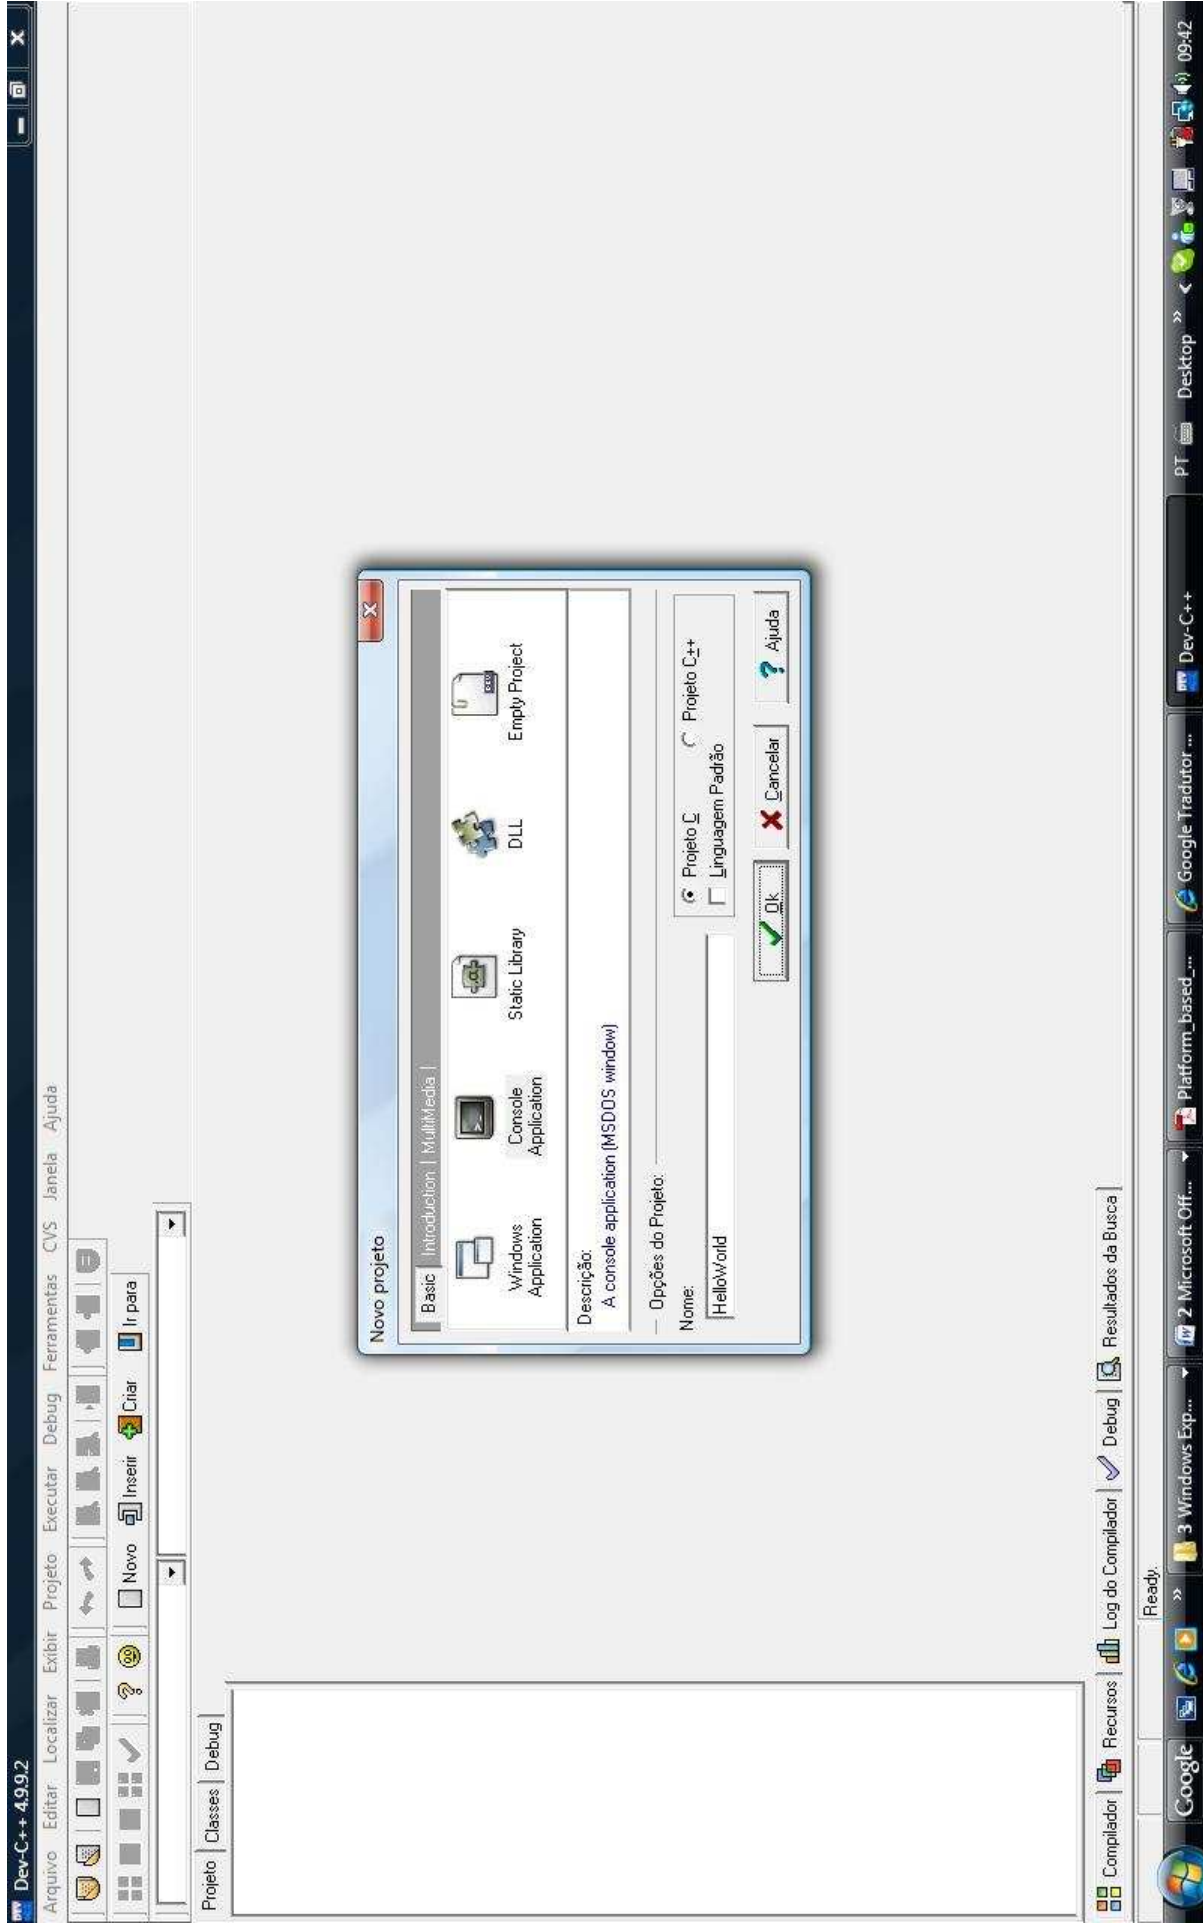 Dev-C++ 4.9.9.2
Arquivo Editar Localizar Exibir Projeto Executar Debug Ferramentas CVS Janela Ajuda
Novo Inserir Criar Ir para
Projeto Classes Debug
Novo projeto
Basic Introduction MultiMedia
Windows Application
Console Application
Static Library
DLL
Empty Project
Descrição:
A console application (MSDOS window)
Opções do Projeto:
Nome:
HelloWorld
Projeto C Projeto C++
Linguagem Padrão
Ok Cancelar Ajuda
Compilador Recursos Log do Compilador Debug Resultados da Busca
Ready.
Google » 3 Windows Exp... 2 Microsoft Off... Platform_based_... Google Tradutor ... Dev-C++ PT Desktop » 09:42